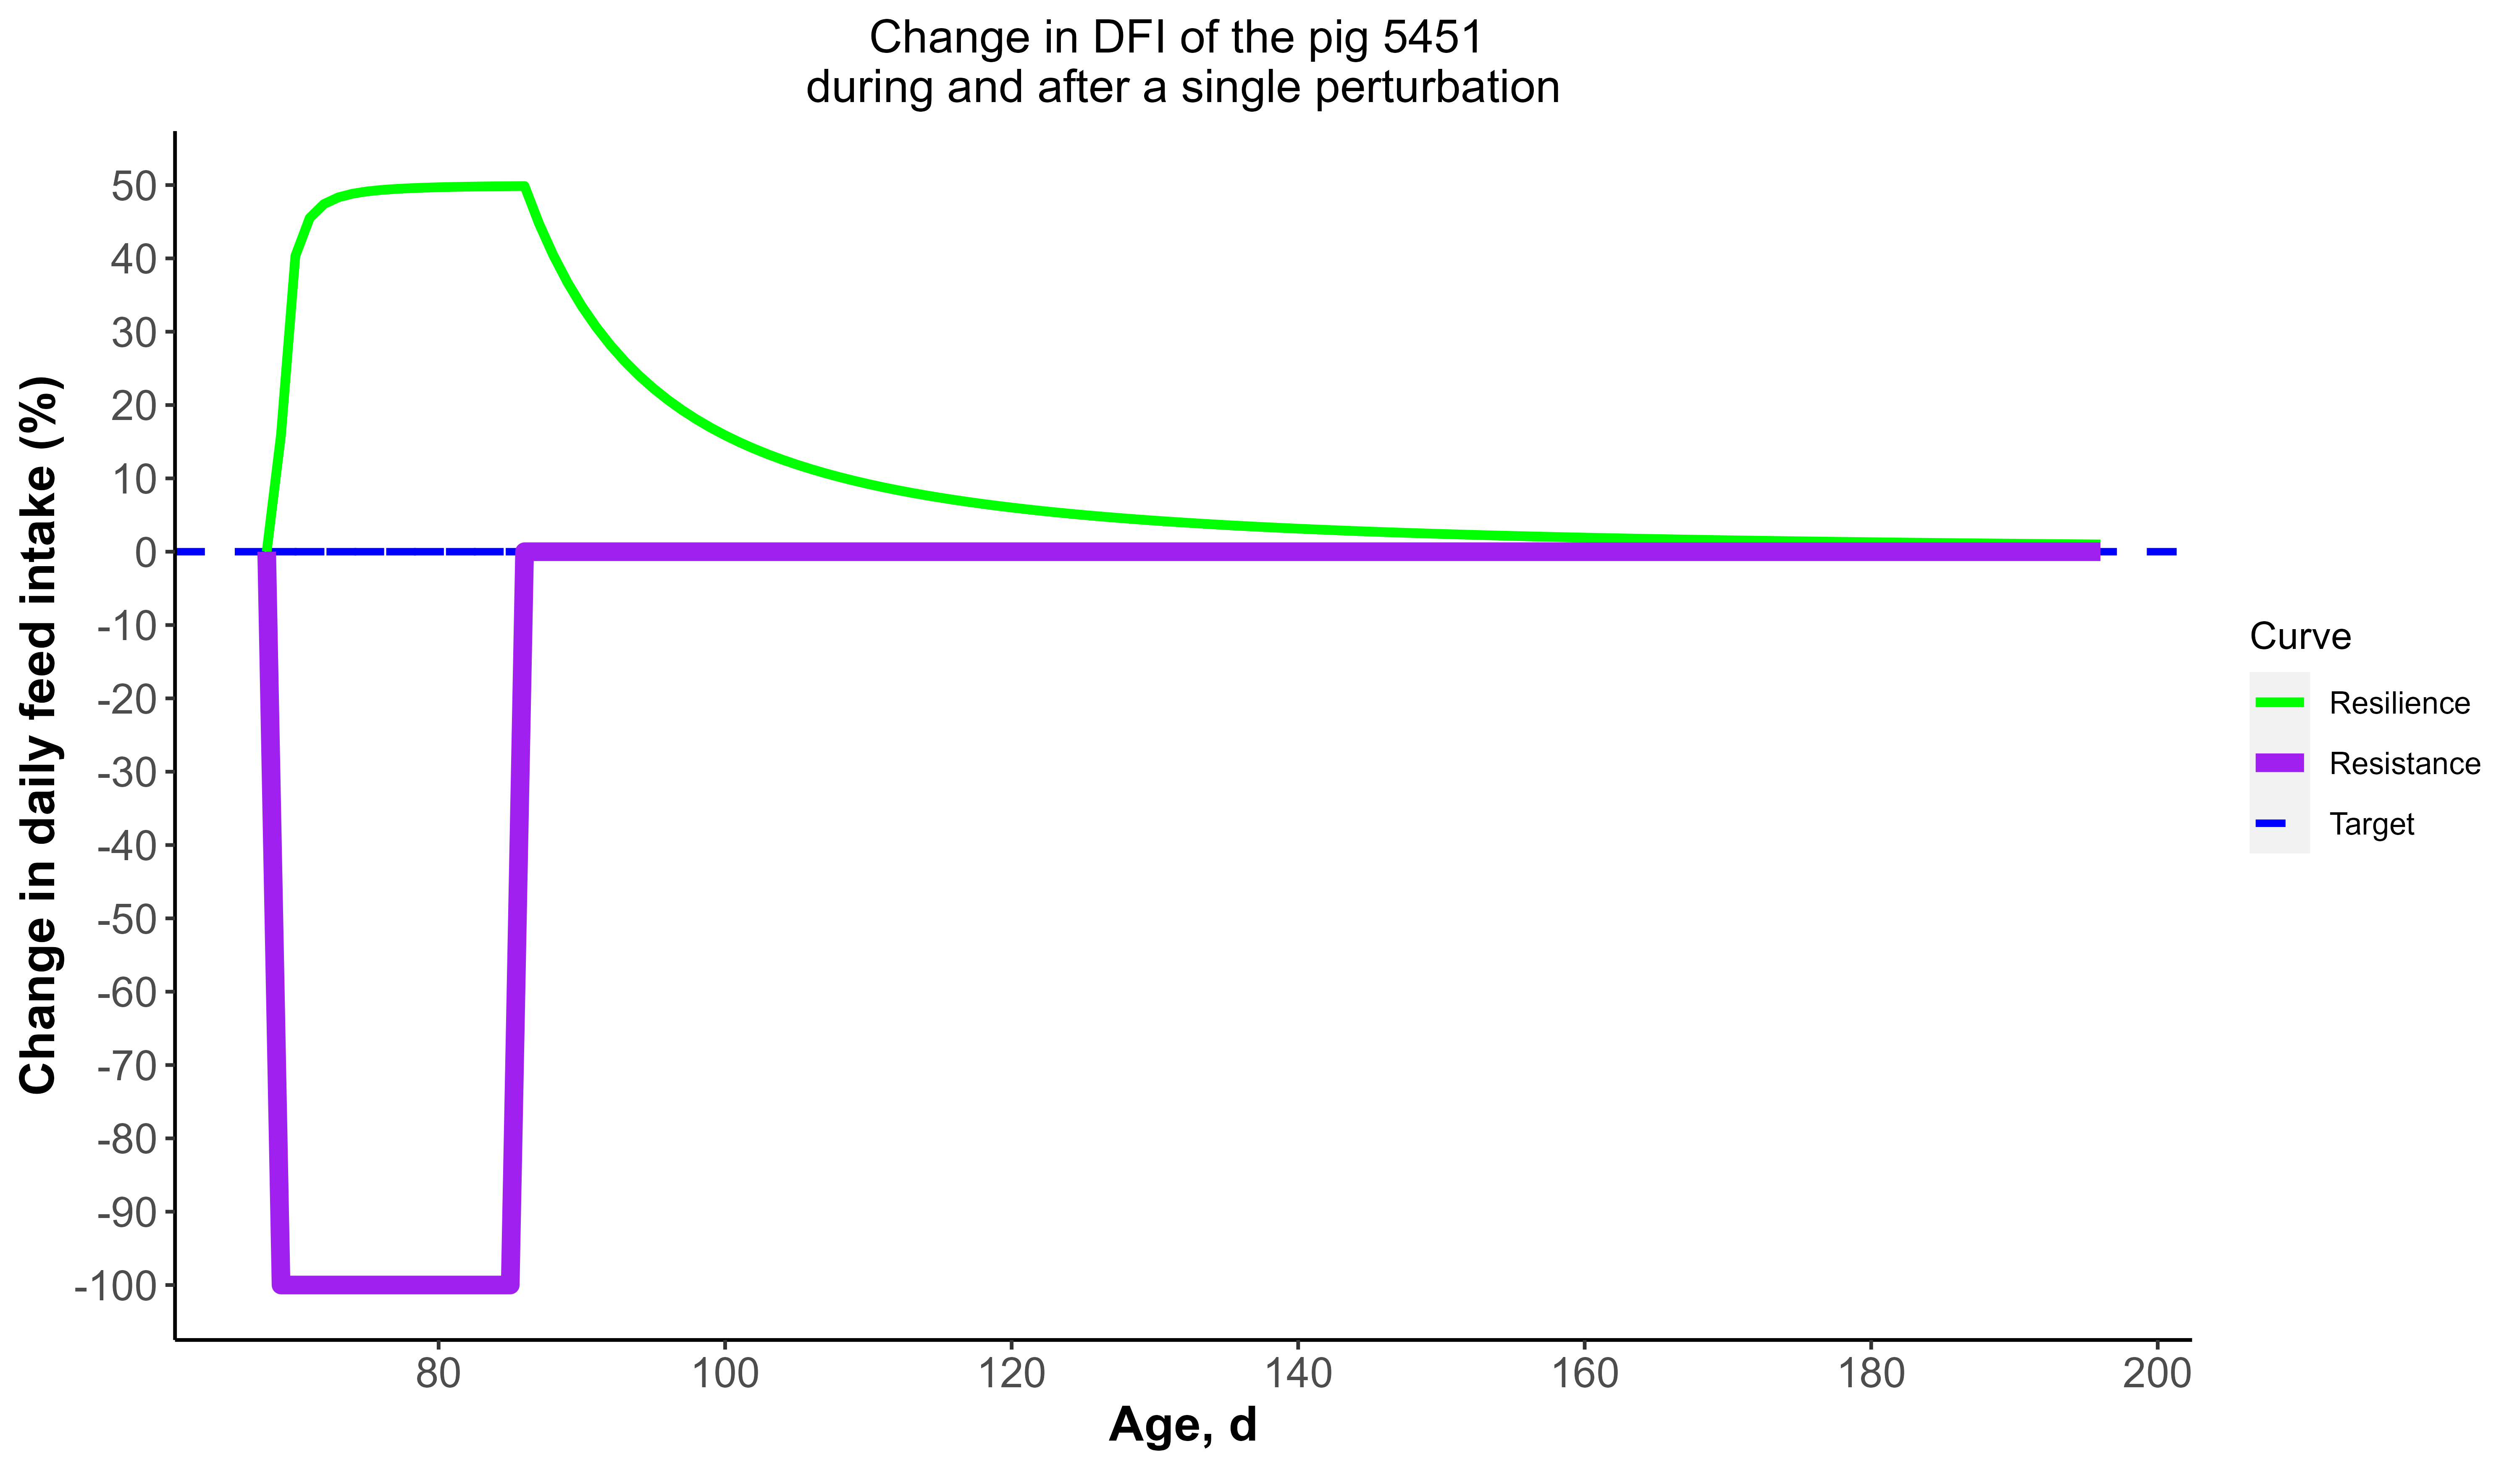 Change in DFI of the pig 5451
during and after a single perturbation
Change in daily feed intake (%)
50
40
30
20
10
0
-10
-20
-30
-40
-50
-60
-70
-80
-90
-100
80 100 120 140 160 180 200
Age, d
Curve
Resilience
Resistance
Target